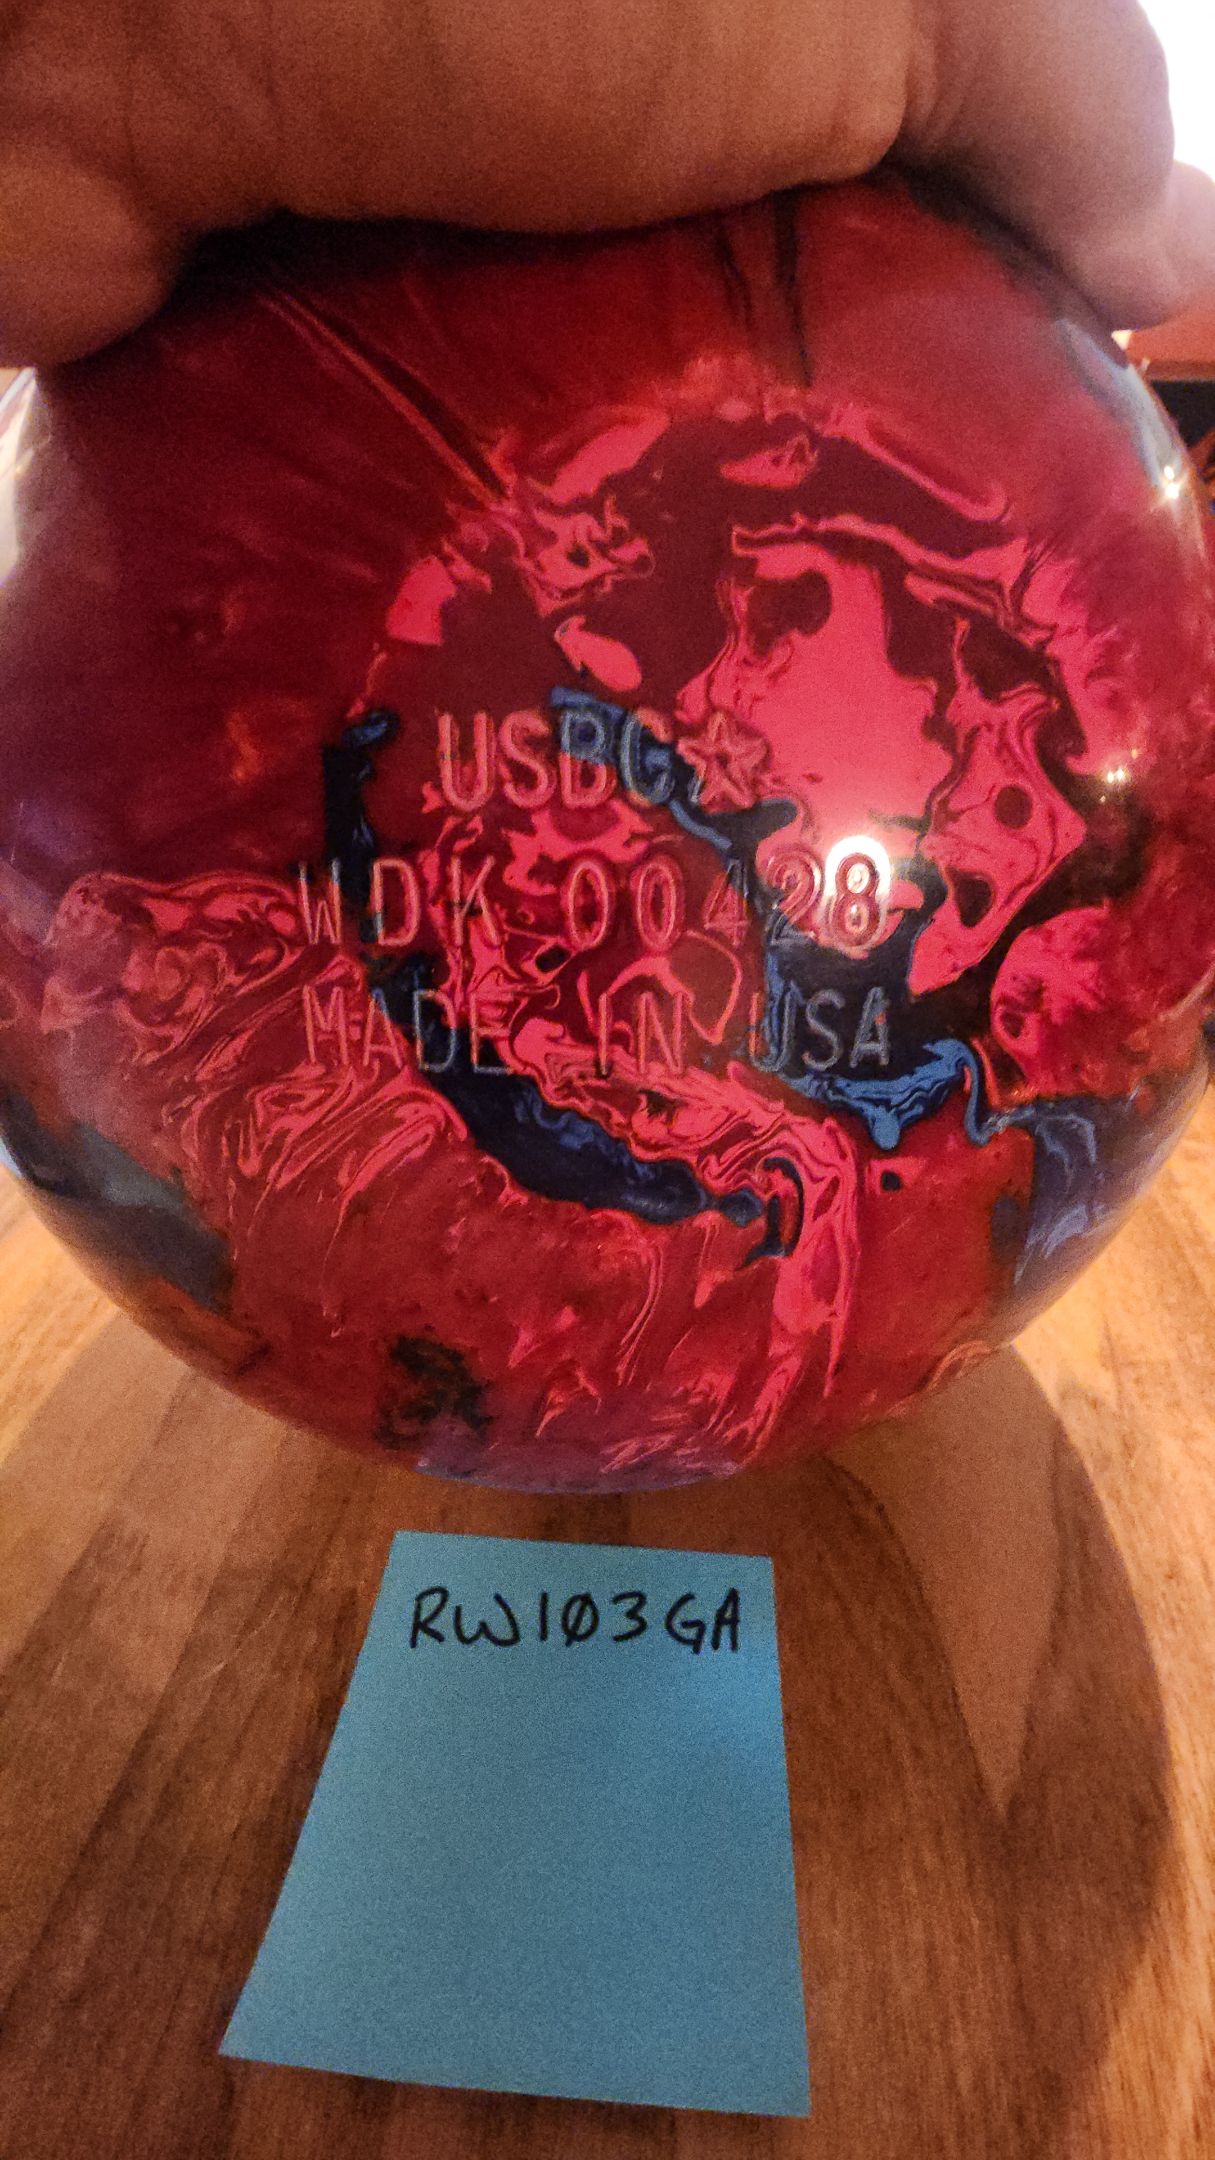 USBC☆
WDK 00428
MADE IN USA
RW103GA